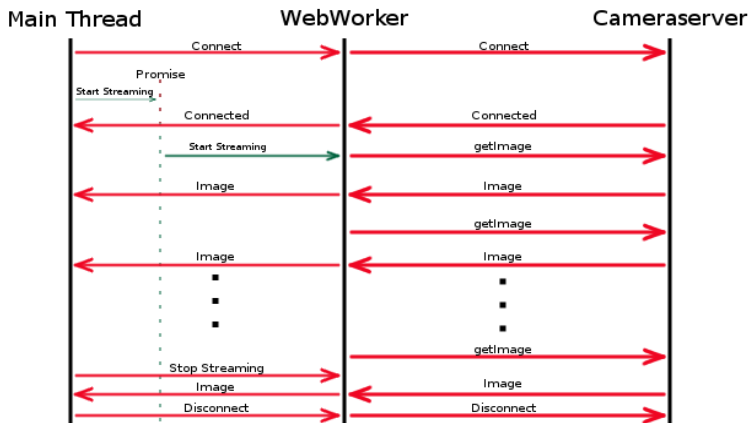 Main Thread WebWorker Cameraserver
Connect Connect
Promise
Start Streaming
Connected Connected
Start Streaming getImage
Image Image
getImage
Image Image
getImage
Stop Streaming
Image Image
Disconnect Disconnect